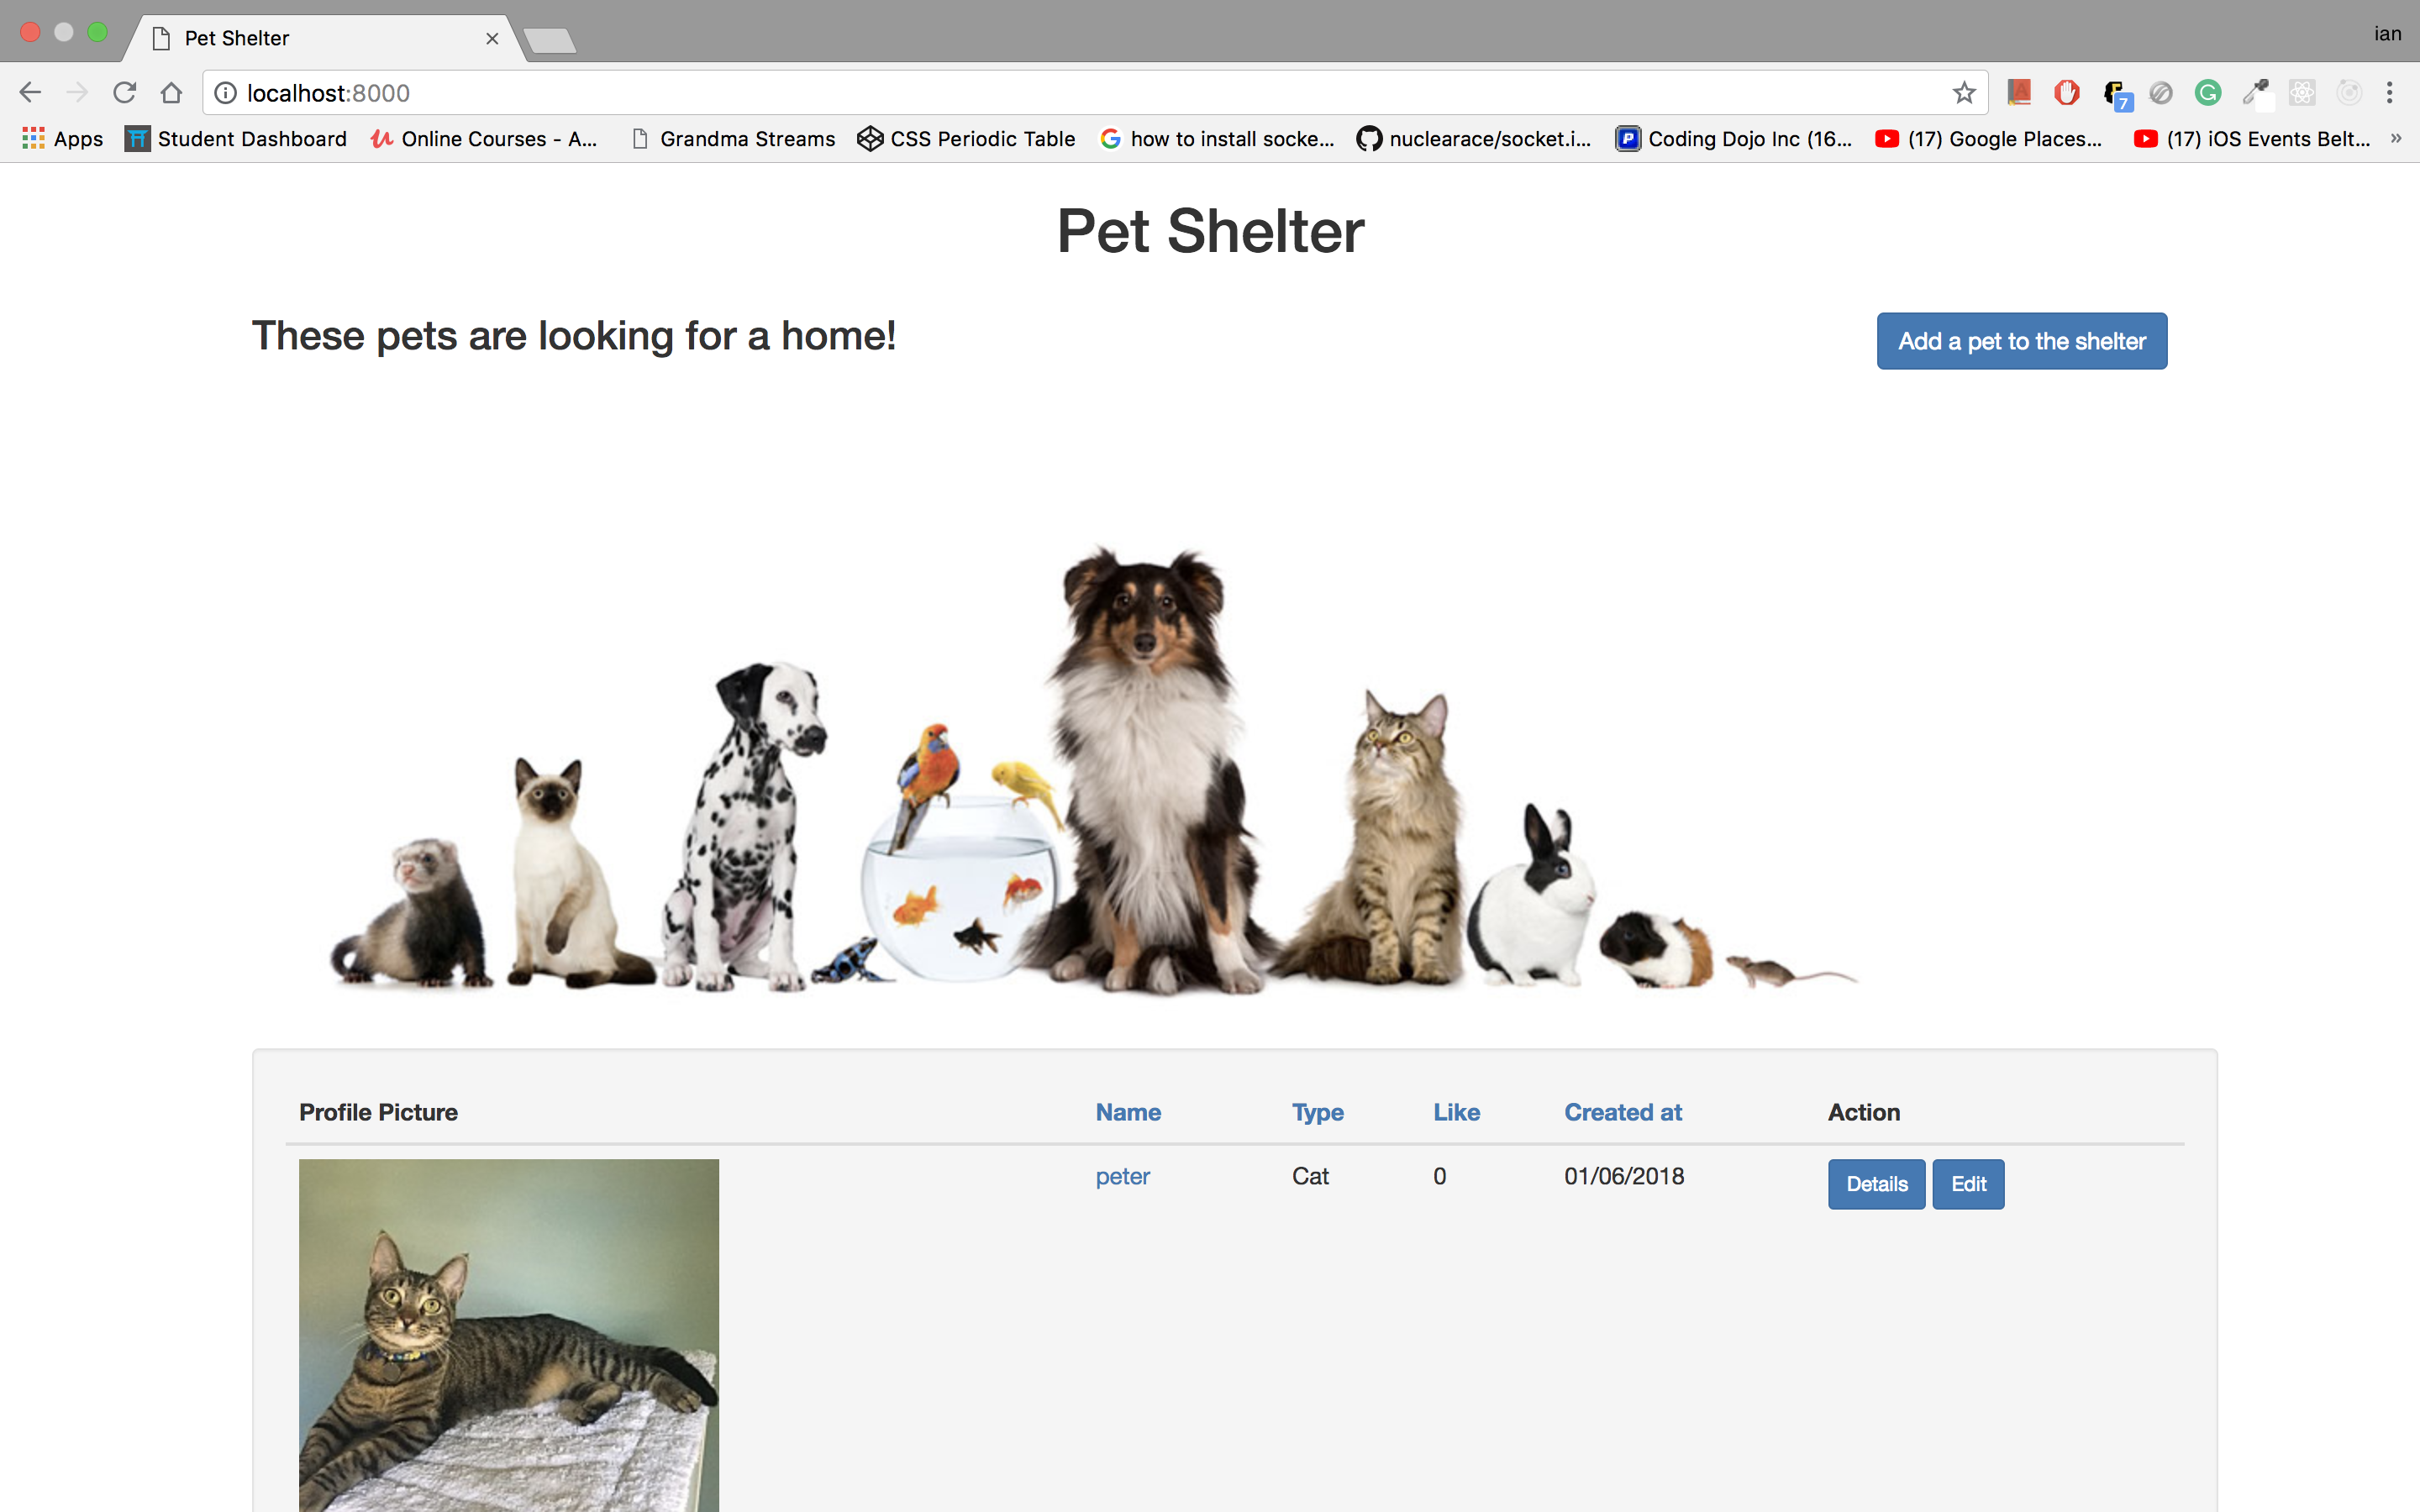 Pet Shelter
ian
localhost:8000
7
Apps Student Dashboard Online Courses - A... Grandma Streams CSS Periodic Table how to install socke... nuclearace/socket.i... Coding Dojo Inc (16... (17) Google Places... (17) iOS Events Belt... »
Pet Shelter
These pets are looking for a home! Add a pet to the shelter
Profile Picture Name Type Like Created at Action
peter Cat 0 01/06/2018 Details Edit